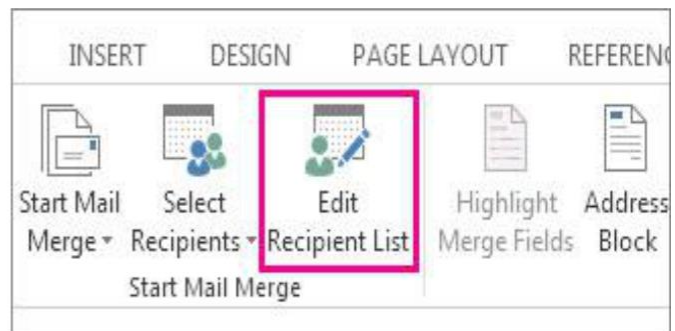 INSERT DESIGN PAGE LAYOUT
Start Mail Select Edit Highlight Address
Merge Recipients Recipient List Merge Fields Block
Start Mail Merge